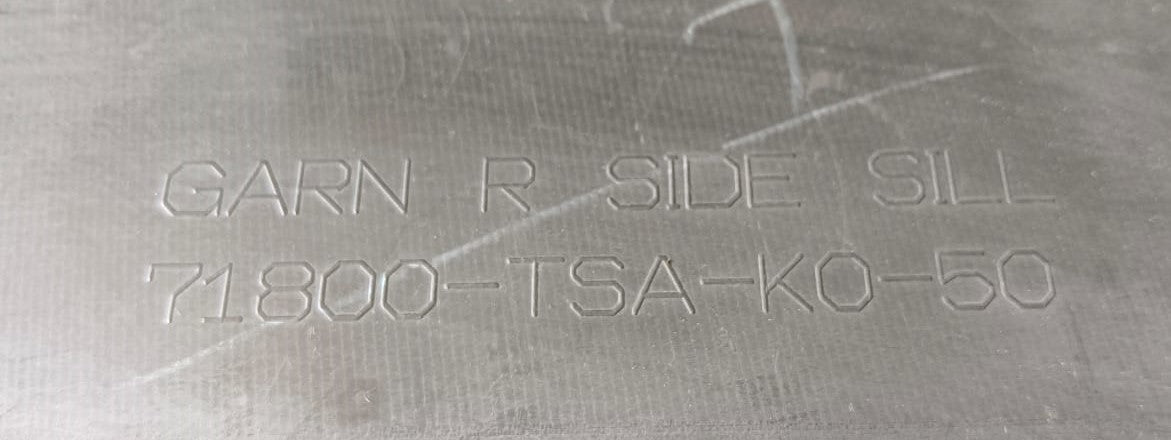 GARN R SIDE SILL
71800-TSA-K0-50